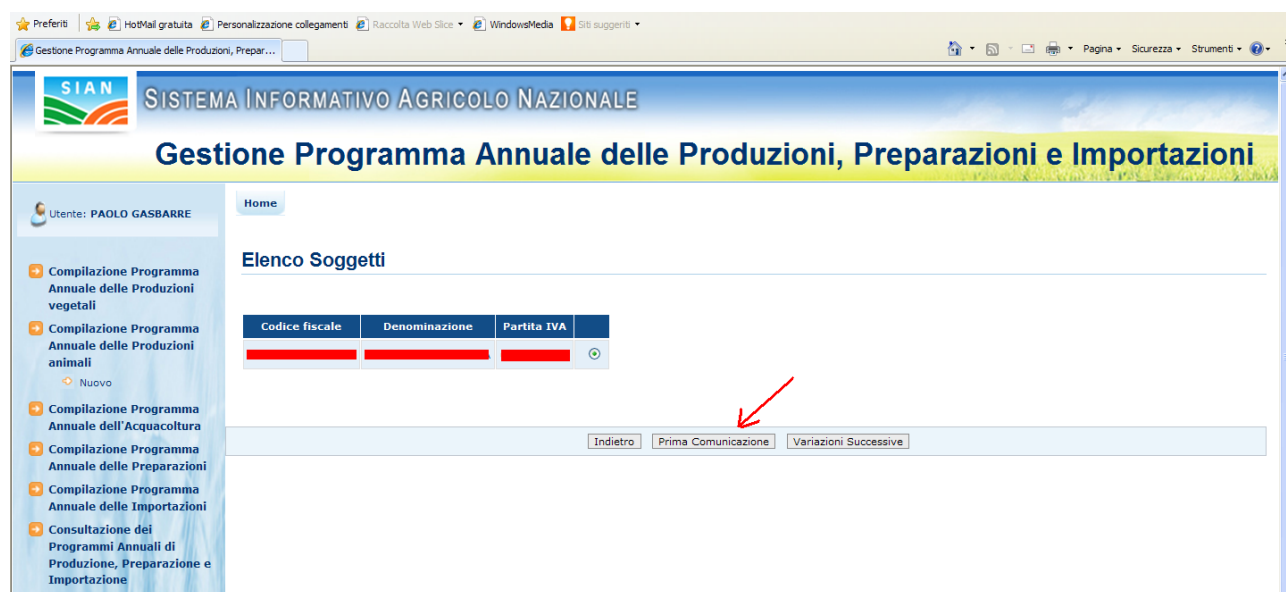 Preferiti HotMail gratuita Personalizzazione collegamenti Raccolta Web Slice WindowsMedia Siti suggeriti
Gestione Programma Annuale delle Produzioni, Prepar... Pagina Sicurezza Strumenti
SIAN
SISTEMA INFORMATIVO AGRICOLO NAZIONALE
Gestione Programma Annuale delle Produzioni, Preparazioni e Importazioni
Utente: PAOLO GASBARRE
Home
Compilazione Programma
Annuale delle Produzioni
vegetali
Compilazione Programma
Annuale delle Produzioni
animali
Nuovo
Compilazione Programma
Annuale dell'Acquacoltura
Compilazione Programma
Annuale delle Preparazioni
Compilazione Programma
Annuale delle Importazioni
Consultazione dei
Programmi Annuali di
Produzione, Preparazione e
Importazione
Elenco Soggetti
Codice fiscale Denominazione Partita IVA
Indietro Prima Comunicazione Variazioni Successive